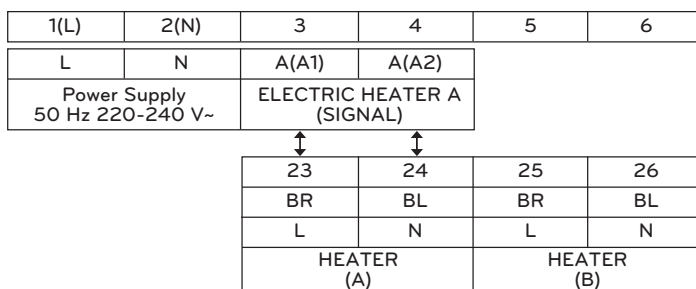 1(L) 2(N) 3 4 5 6
L N A(A1) A(A2)
Power Supply
50 Hz 220-240 V~
ELECTRIC HEATER A
(SIGNAL)
23 24 25 26
BR BL BR BL
L N L N
HEATER
(A)
HEATER
(B)